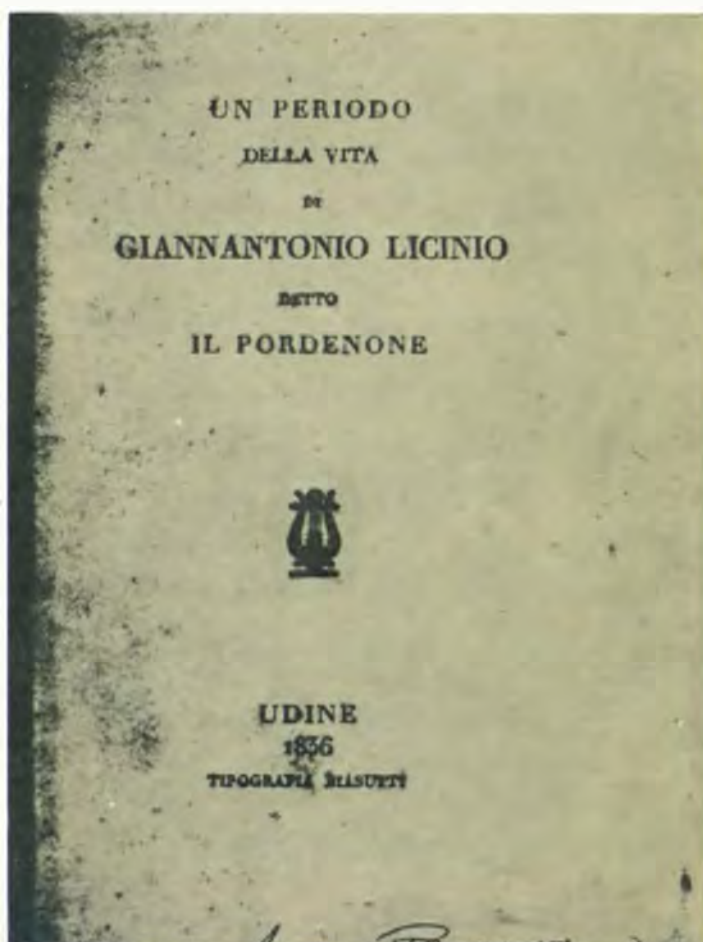 UN PERIODO
DELLA VITA
DI
GIANNANTONIO LICINIO
DETTO
IL PORDENONE
UDINE
1836
TIPOGRAFIA BIASUTTI